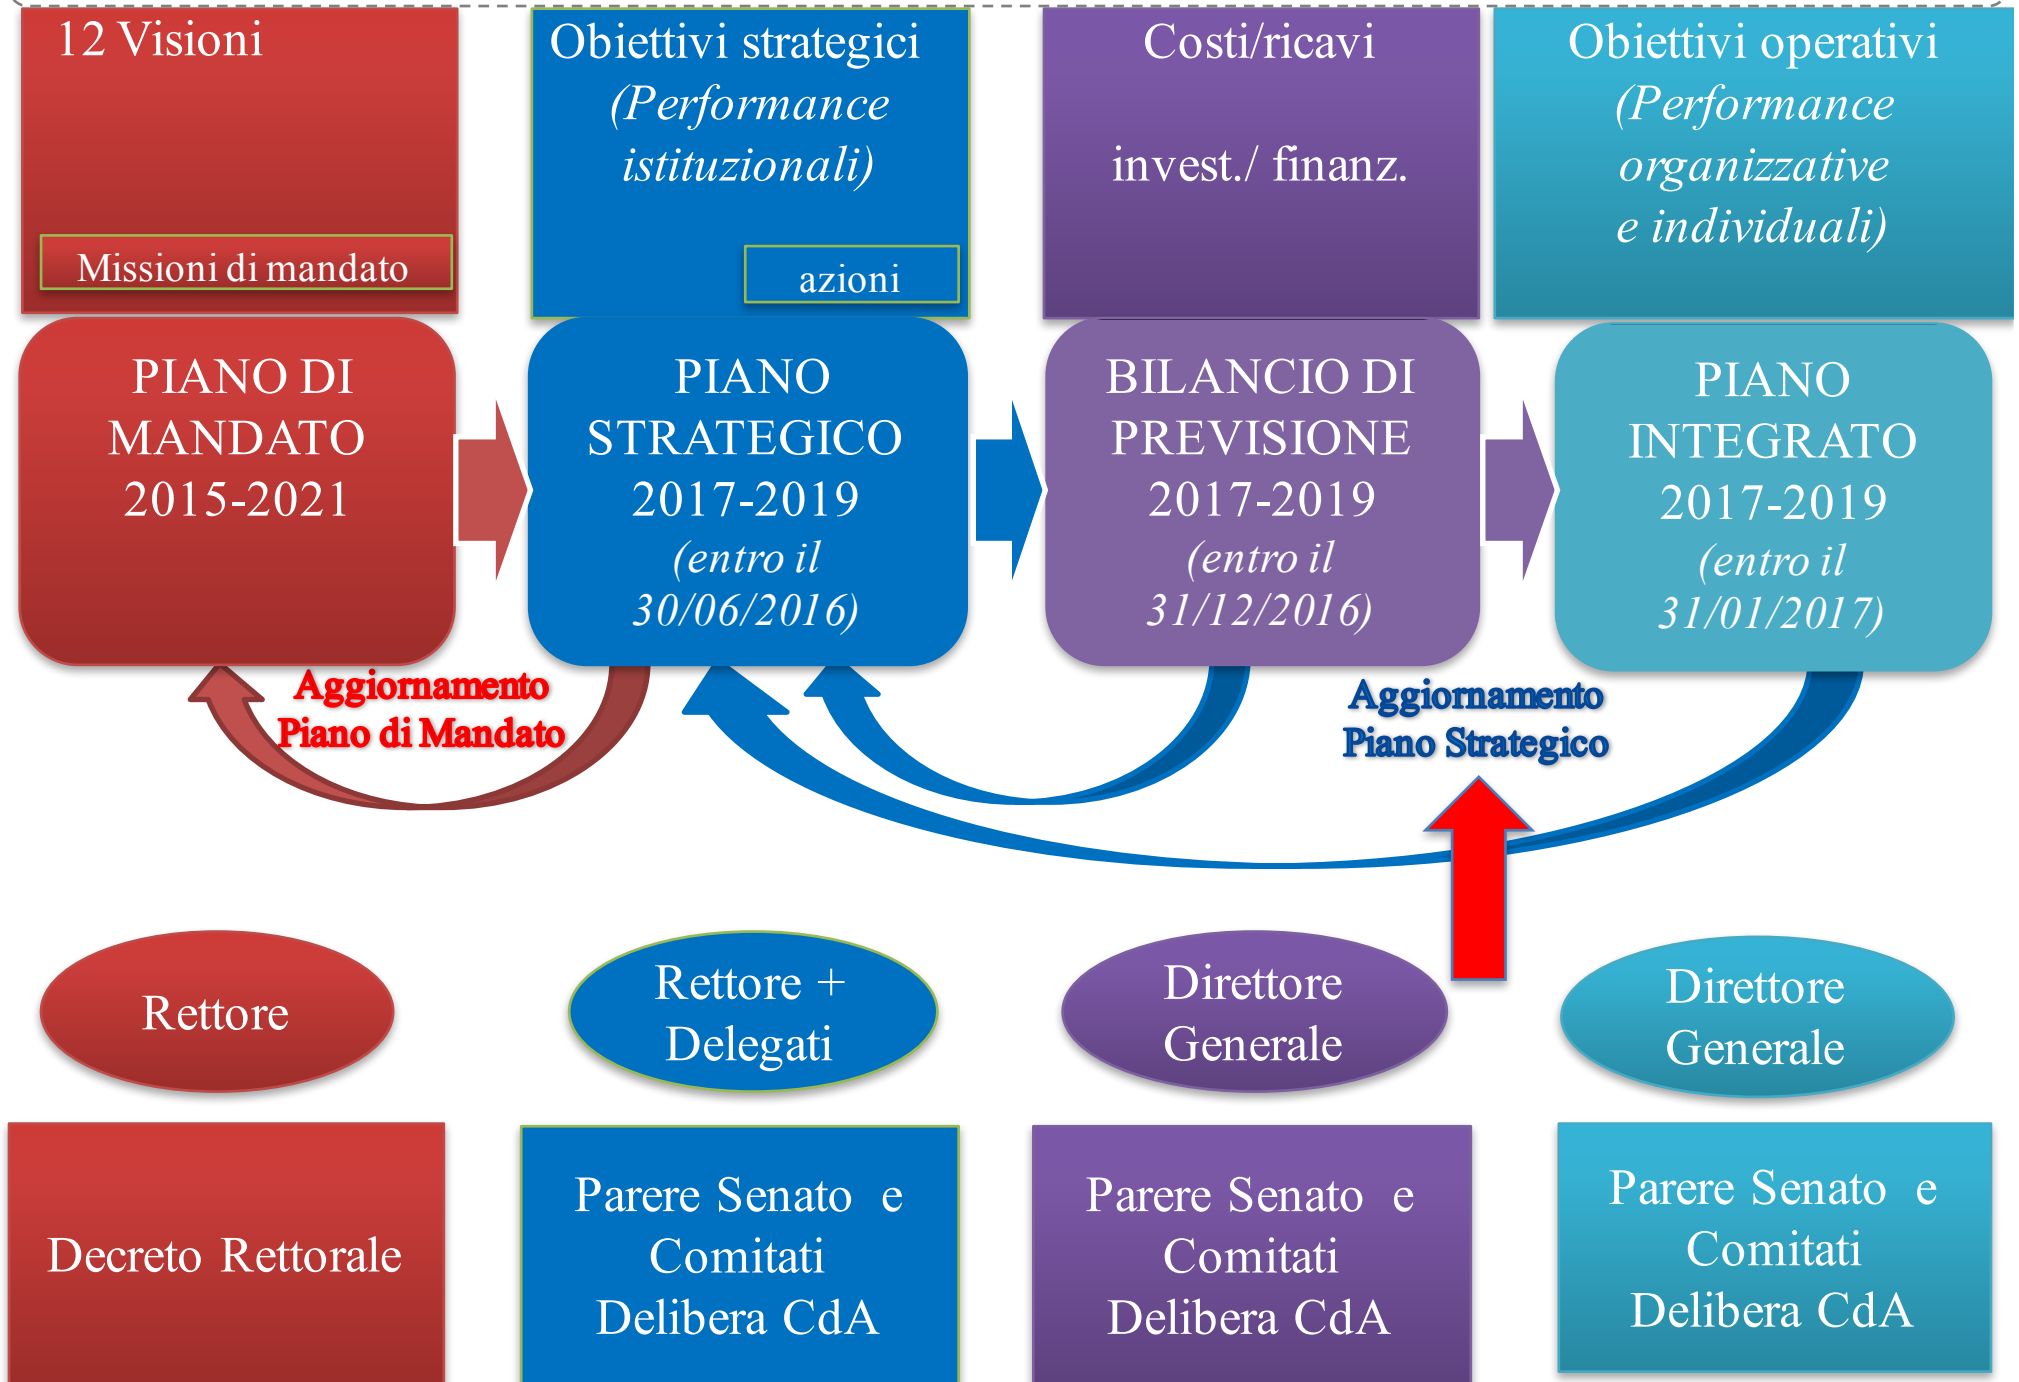 12 Visioni
Missioni di mandato
Obiettivi strategici
(Performance
istituzionali)
azioni
Costi/ricavi
invest./ finanz.
Obiettivi operativi
(Performance
organizzative
e individuali)
PIANO DI
MANDATO
2015-2021
PIANO
STRATEGICO
2017-2019
(entro il
30/06/2016)
BILANCIO DI
PREVISIONE
2017-2019
(entro il
31/12/2016)
PIANO
INTEGRATO
2017-2019
(entro il
31/01/2017)
Aggiornamento
Piano di Mandato
Aggiornamento
Piano Strategico
Rettore
Rettore +
Delegati
Direttore
Generale
Direttore
Generale
Decreto Rettorale
Parere Senato  e
Comitati
Delibera CdA
Parere Senato  e
Comitati
Delibera CdA
Parere Senato  e
Comitati
Delibera CdA